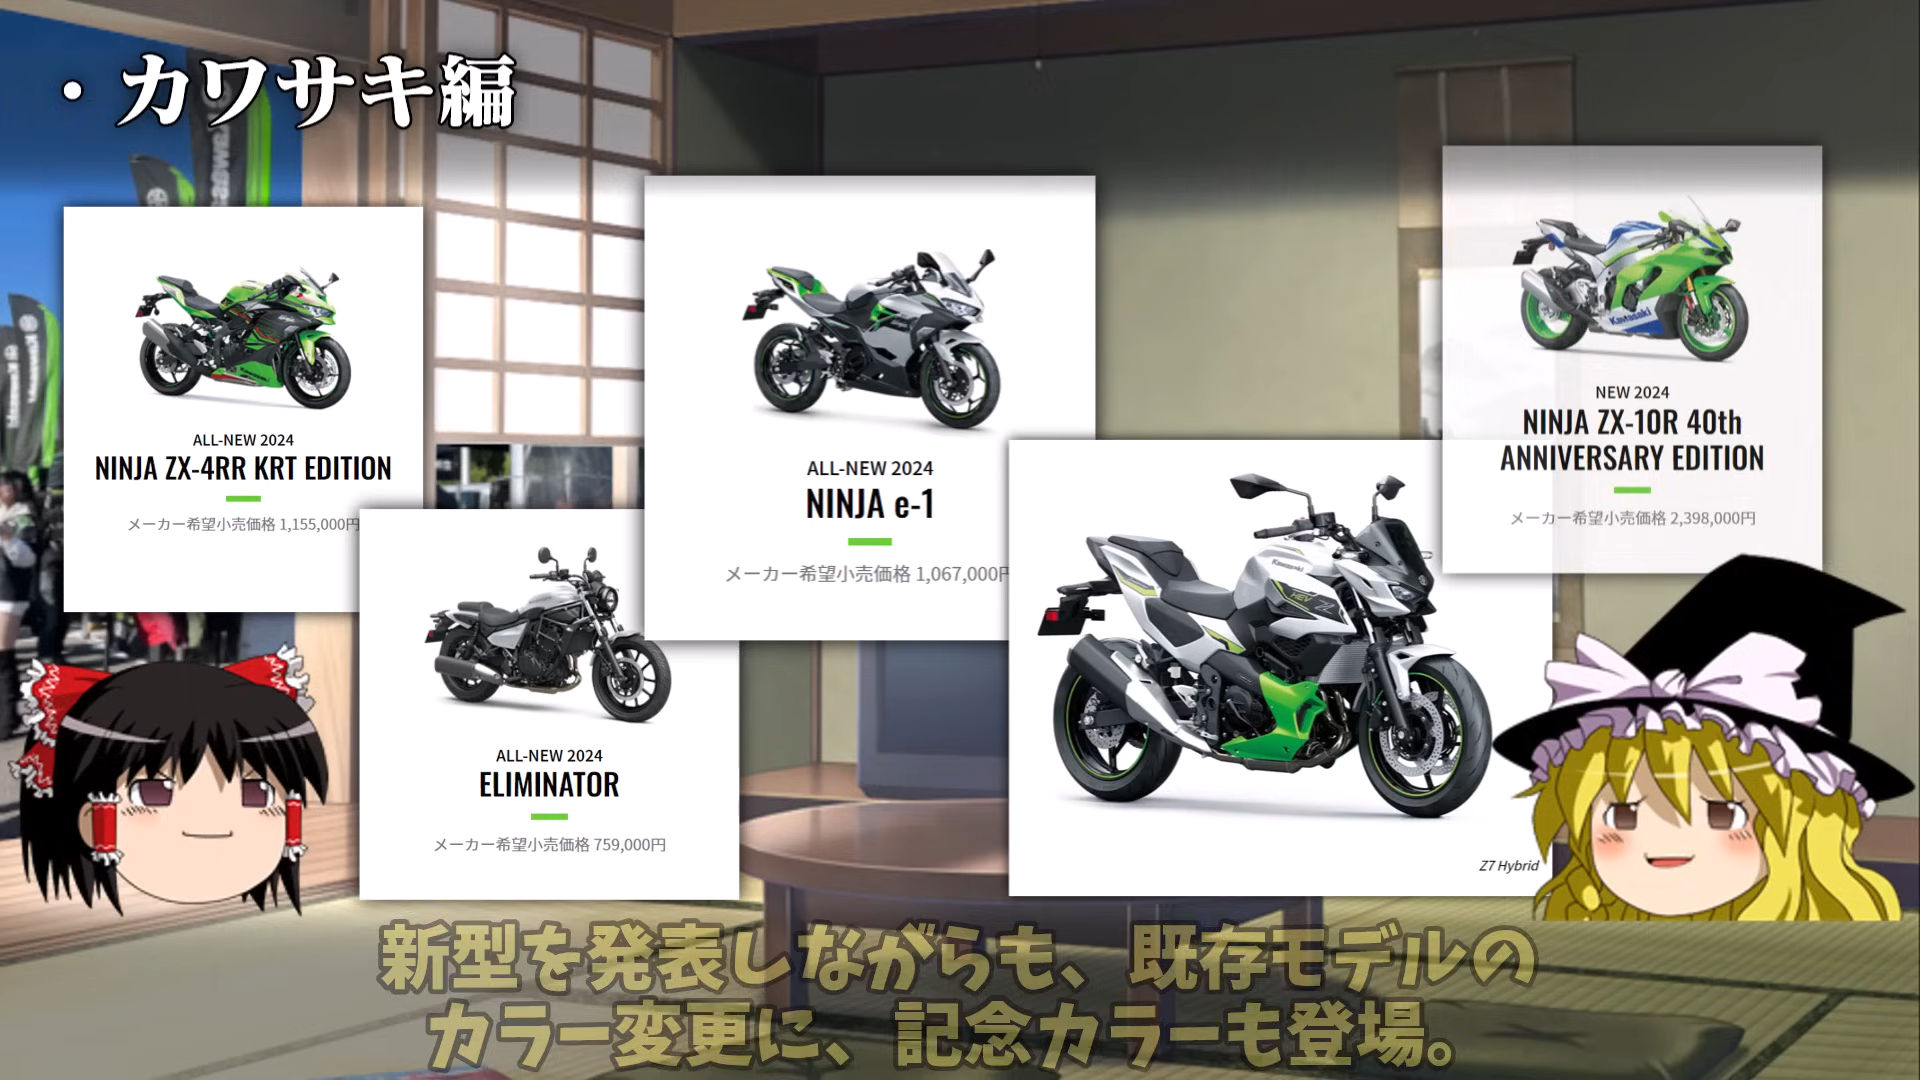 ・カワサキ編
ALL-NEW 2024
NINJA ZX-4RR KRT EDITION
メーカー希望小売価格 1,155,000円
ALL-NEW 2024
ELIMINATOR
メーカー希望小売価格 759,000円
ALL-NEW 2024
NINJA e-1
メーカー希望小売価格 1,067,000円
Kawasaki
HEV
Z
Z7 Hybrid
Kawasaki
NEW 2024
NINJA ZX-10R 40th
ANNIVERSARY EDITION
メーカー希望小売価格 2,398,000円
新型を発表しながらも、既存モデルの
カラー変更に、記念カラーも登場。